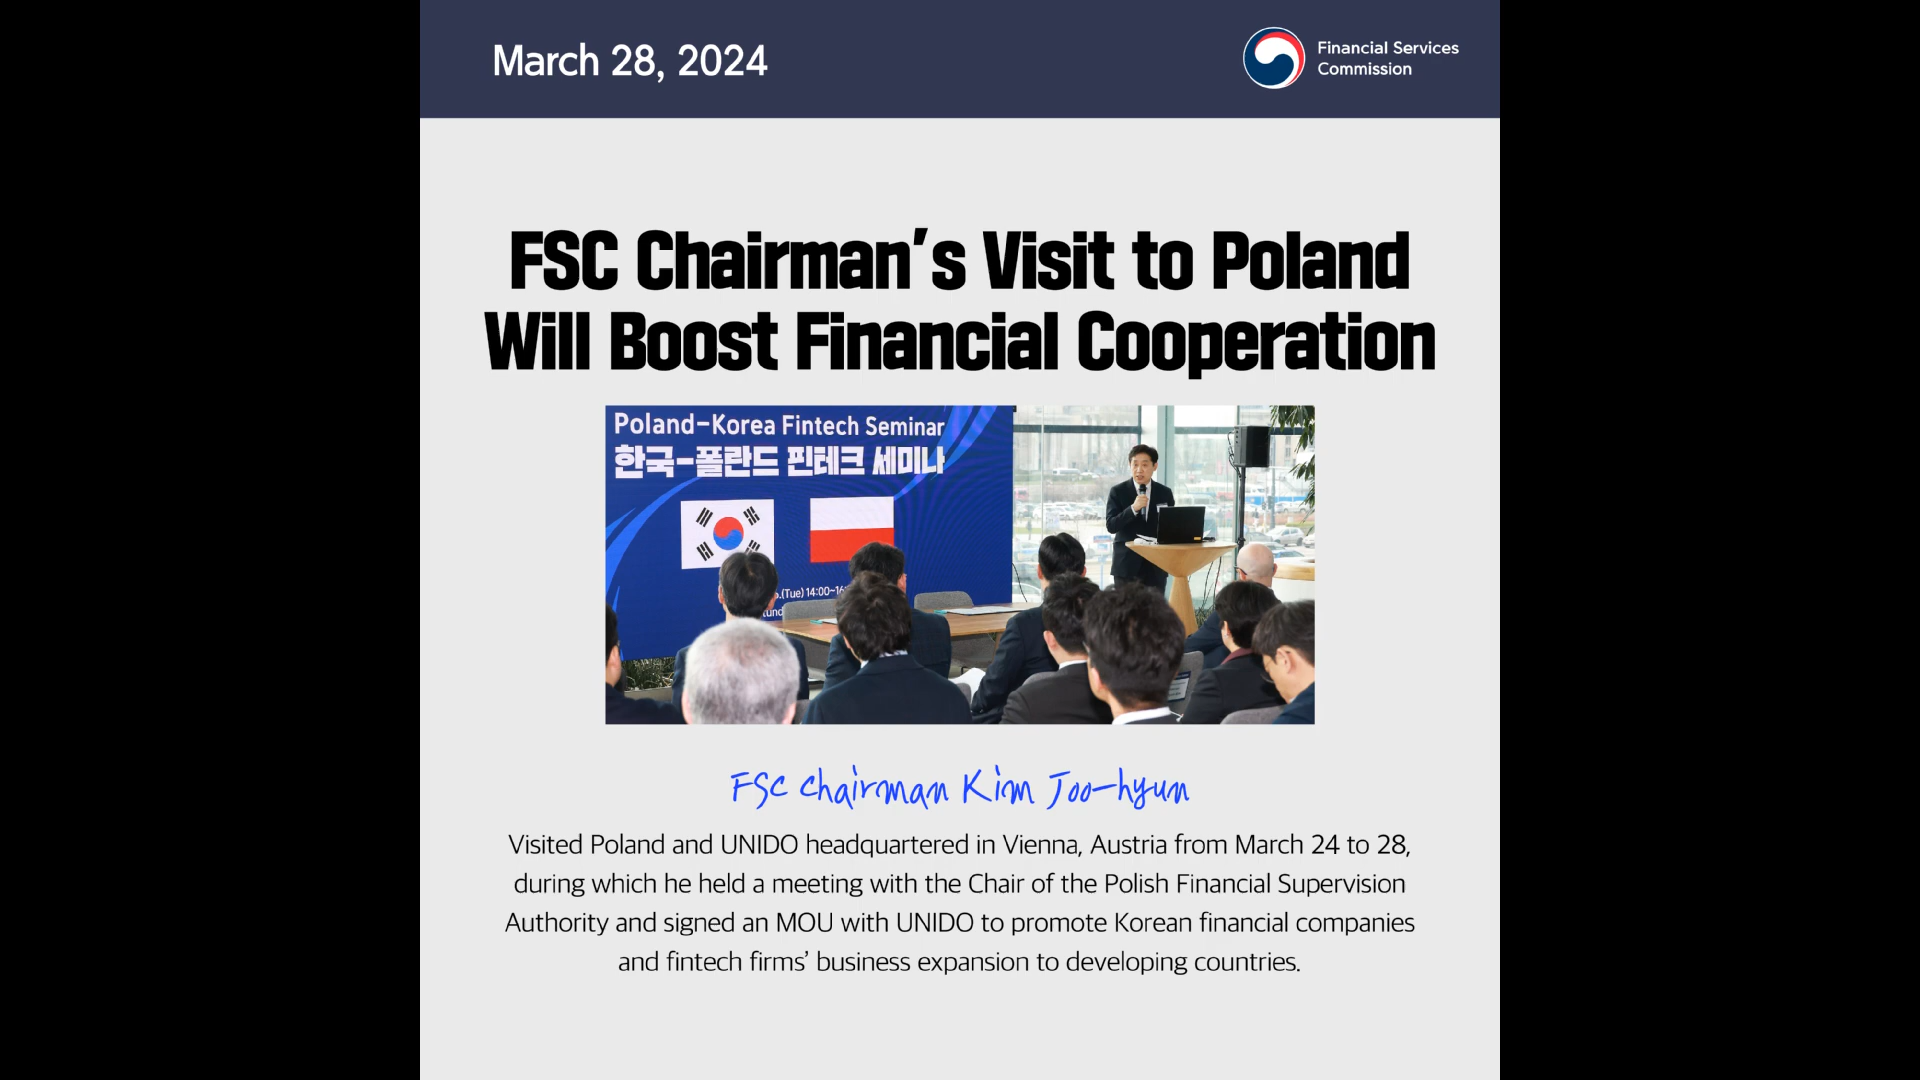 March 28, 2024
Financial Services
Commission
FSC Chairman's Visit to Poland
Will Boost Financial Cooperation
Poland-Korea Fintech Seminar
한국-폴란드 핀테크 세미나
.(Tue) 14:00~16
FSC Chairman Kim Joo-hyun
Visited Poland and UNIDO headquartered in Vienna, Austria from March 24 to 28,
during which he held a meeting with the Chair of the Polish Financial Supervision
Authority and signed an MOU with UNIDO to promote Korean financial companies
and fintech firms’ business expansion to developing countries.